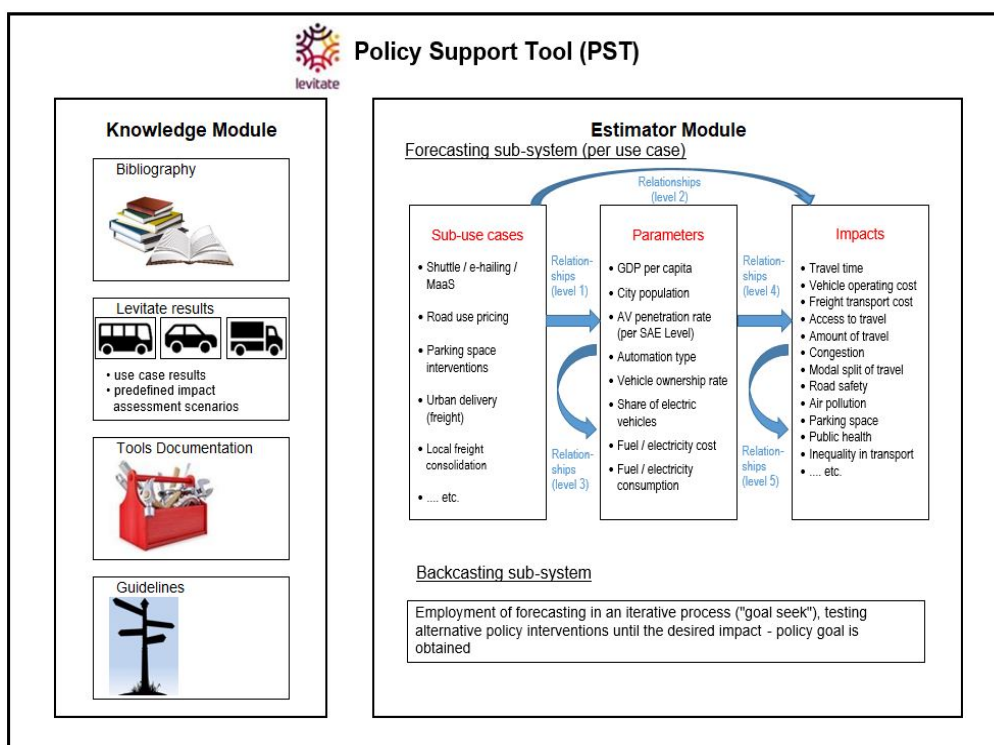 levitate
Policy Support Tool (PST)
Knowledge Module
Bibliography
Levitate results
• use case results
• predefined impact
assessment scenarios
Tools Documentation
Guidelines
Estimator Module
Forecasting sub-system (per use case)
Relationships
(level 2)
Sub-use cases
• Shuttle / e-hailing /
MaaS
• Road use pricing
• Parking space
interventions
• Urban delivery
(freight)
• Local freight
consolidation
• .... etc.
Relation-
ships
(level 1)
Relation-
ships
(level 3)
Parameters
• GDP per capita
• City population
• AV penetration rate
(per SAE Level)
• Automation type
• Vehicle ownership rate
• Share of electric
vehicles
• Fuel / electricity cost
• Fuel / electricity
consumption
Relation-
ships
(level 4)
Relation-
ships
(level 5)
Impacts
• Travel time
• Vehicle operating cost
• Freight transport cost
• Access to travel
• Amount of travel
• Congestion
• Modal split of travel
• Road safety
• Air pollution
• Parking space
• Public health
• Inequality in transport
• .... etc.
Backcasting sub-system
Employment of forecasting in an iterative process ("goal seek"), testing
alternative policy interventions until the desired impact - policy goal is
obtained